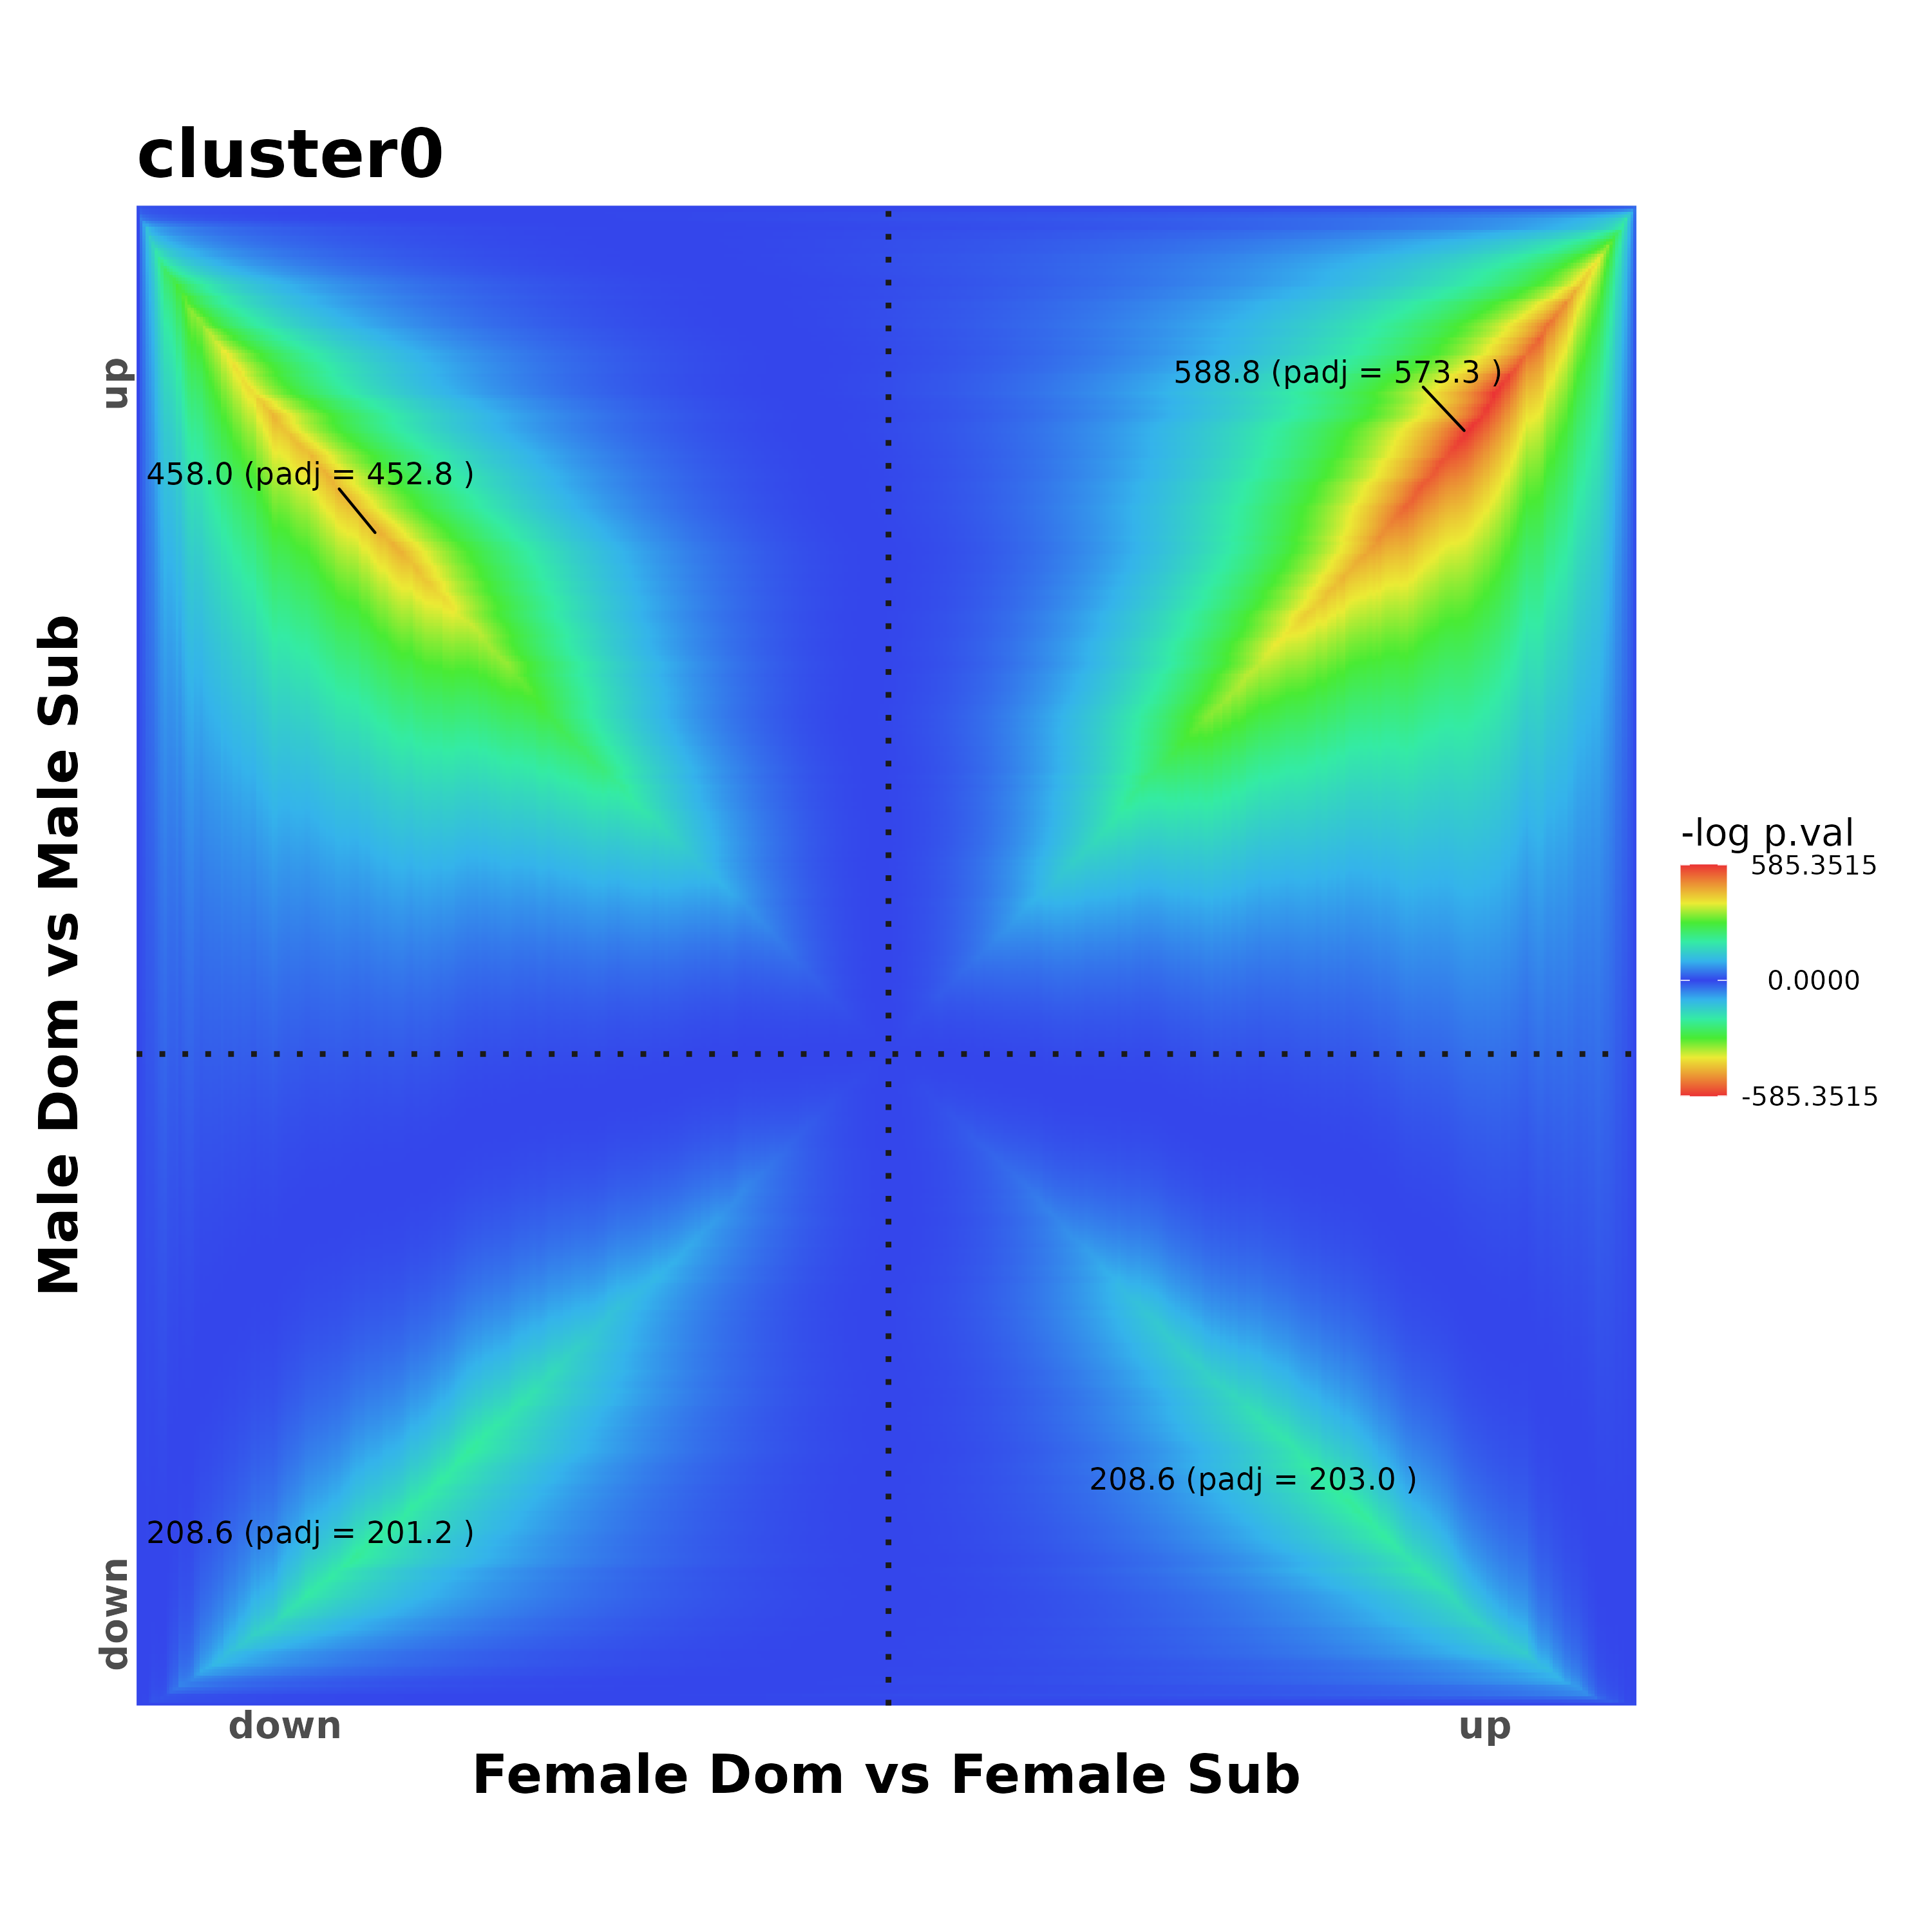 cluster0
up
588.8 (padj = 573.3 )
458.0 (padj = 452.8 )
Male Dom vs Male Sub
-log p.val
585.3515
0.0000
-585.3515
208.6 (padj = 203.0 )
208.6 (padj = 201.2 )
down
down
up
Female Dom vs Female Sub